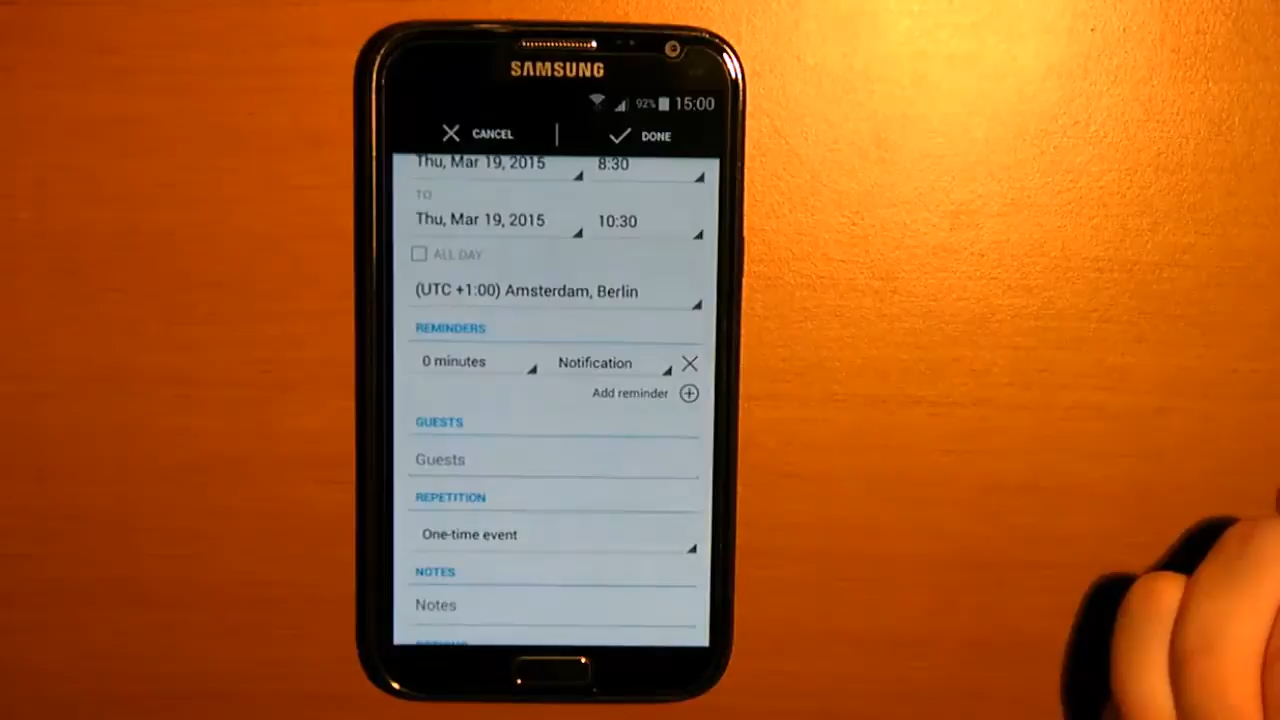 SAMSUNG
92% 15:00
CANCEL DONE
Thu, Mar 19, 2015 8:30
TO
Thu, Mar 19, 2015 10:30
ALL DAY
(UTC +1:00) Amsterdam, Berlin
REMINDERS
0 minutes Notification
Add reminder
GUESTS
Guests
REPETITION
One-time event
NOTES
Notes